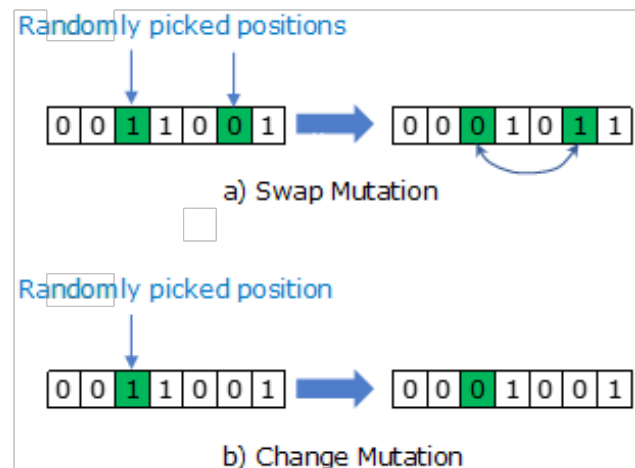 Randomly picked positions
0 0 1 1 0 0 1 0 0 0 1 0 1 1
a) Swap Mutation
Randomly picked position
0 0 1 1 0 0 1 0 0 0 1 0 0 1
b) Change Mutation